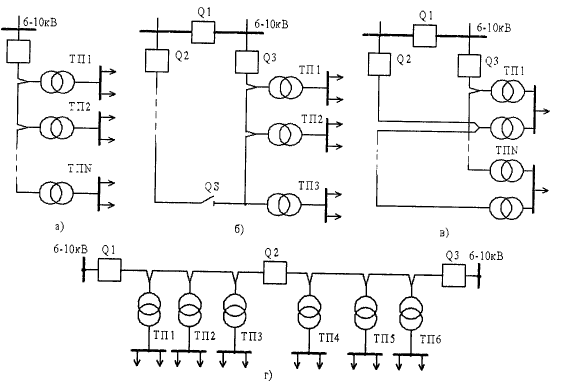 6-10кВ
ТП1
ТП2
ТПN
а)
Q1
6-10кВ
Q2
Q3
ТП1
ТП2
QS
ТП3
б)
Q1
6-10кВ
Q2
Q3
ТП1
ТПN
в)
6-10кВ
Q1
Q2
Q3
6-10кВ
ТП1
ТП2
ТП3
ТП4
ТП5
ТП6
г)